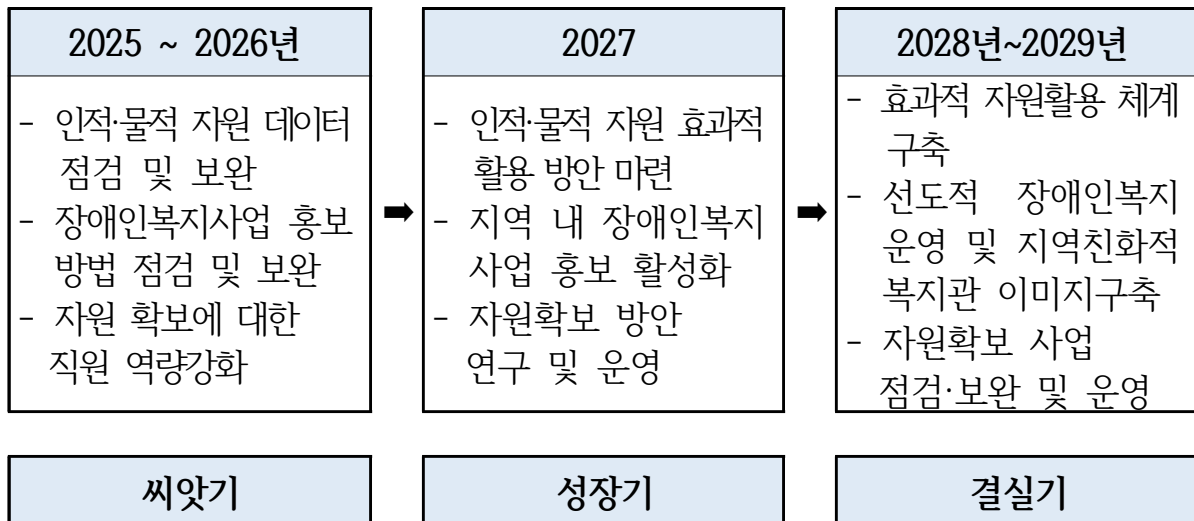 2025 ~ 2026년
- 인적·물적 자원 데이터
점검 및 보완
- 장애인복지사업 홍보
방법 점검 및 보완
- 자원 확보에 대한
직원 역량강화
➡
2027
- 인적·물적 자원 효과적
활용 방안 마련
- 지역 내 장애인복지
사업 홍보 활성화
- 자원확보 방안
연구 및 운영
➡
2028년~2029년
- 효과적 자원활용 체계
구축
- 선도적 장애인복지
운영 및 지역친화적
복지관 이미지구축
- 자원확보 사업
점검·보완 및 운영
씨앗기
성장기
결실기